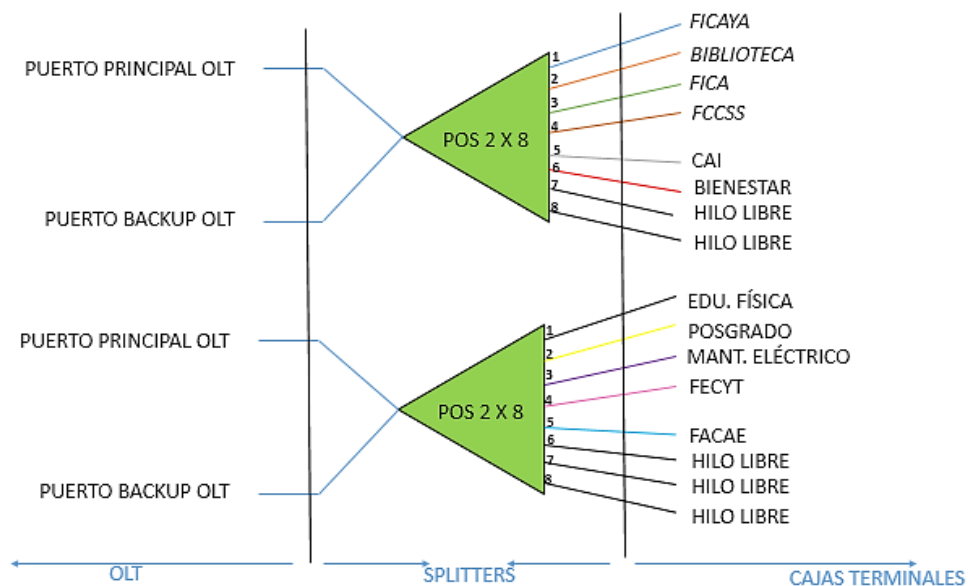 PUERTO PRINCIPAL OLT
PUERTO BACKUP OLT
POS 2 X 8
1
2
3
4
5
6
7
8
FICAYA
BIBLIOTECA
FICA
FCCSS
CAI
BIENESTAR
HILO LIBRE
HILO LIBRE
PUERTO PRINCIPAL OLT
PUERTO BACKUP OLT
POS 2 X 8
1
2
3
4
5
6
7
8
EDU. FÍSICA
POSGRADO
MANT. ELÉCTRICO
FECYT
FACAE
HILO LIBRE
HILO LIBRE
HILO LIBRE
OLT
SPLITTERS
CAJAS TERMINALES